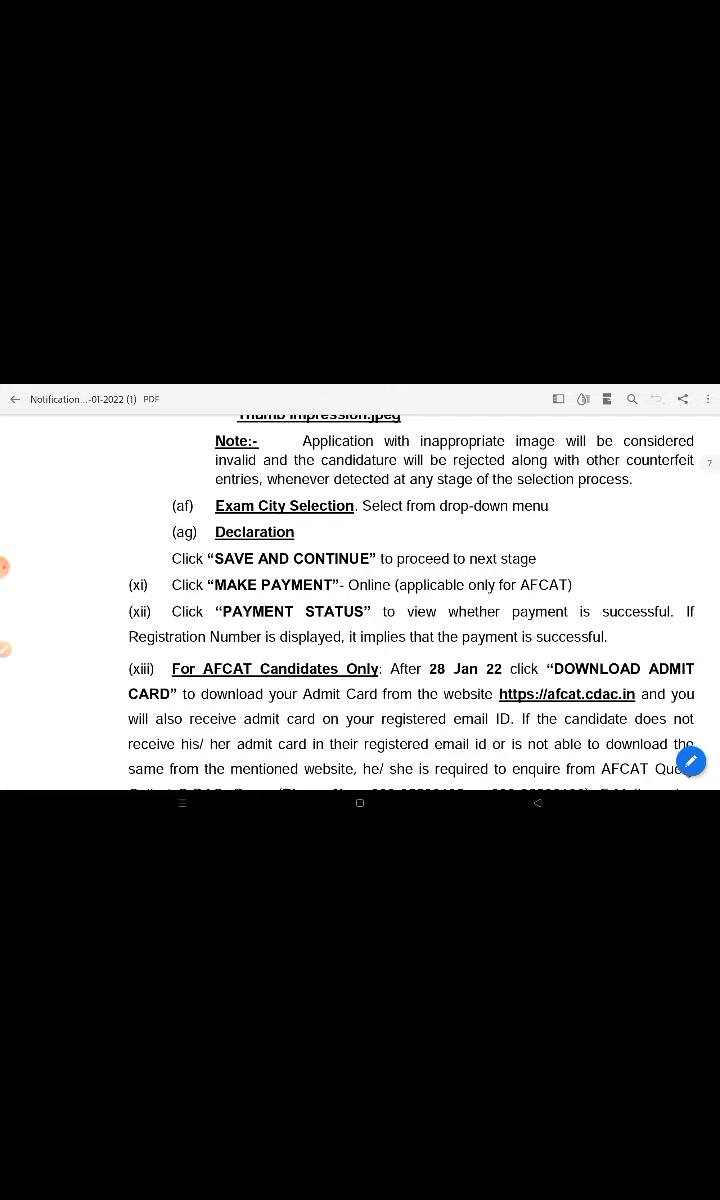 Notification...-01-2022 (1) PDF
Thumb Impression.jpeg
Note:- Application with inappropriate image will be considered
invalid and the candidature will be rejected along with other counterfeit
entries, whenever detected at any stage of the selection process.
7
(af) Exam City Selection. Select from drop-down menu
(ag) Declaration
Click “SAVE AND CONTINUE” to proceed to next stage
(xi) Click “MAKE PAYMENT”- Online (applicable only for AFCAT)
(xii) Click “PAYMENT STATUS” to view whether payment is successful. If
Registration Number is displayed, it implies that the payment is successful.
(xiii) For AFCAT Candidates Only: After 28 Jan 22 click “DOWNLOAD ADMIT
CARD” to download your Admit Card from the website https://afcat.cdac.in and you
will also receive admit card on your registered email ID. If the candidate does not
receive his/ her admit card in their registered email id or is not able to download the
same from the mentioned website, he/ she is required to enquire from AFCAT Query